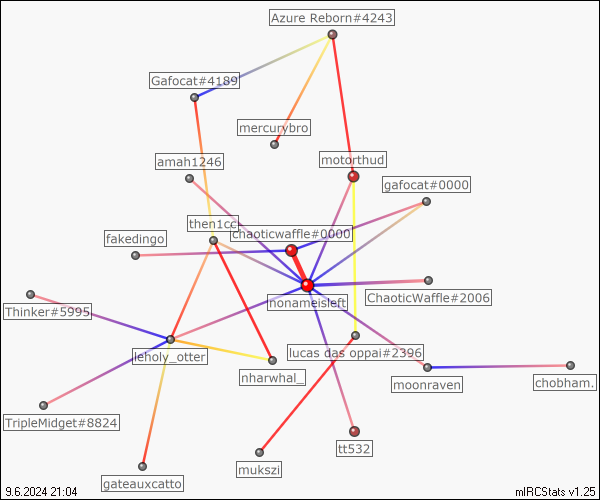 Azure Reborn#4243
Gafocat#4189
mercurybro
amah1246
motorthud
gafocat#0000
then1cc
chaoticwaffle#0000
fakedingo
nonameisleft
ChaoticWaffle#2006
Thinker#5995
leholy_otter
lucas das oppai#2396
nharwhal_
moonraven
chobham.
TripleMidget#8824
tt532
mukszi
gateauxcatto
9.6.2024 21:04
mIRCStats v1.25